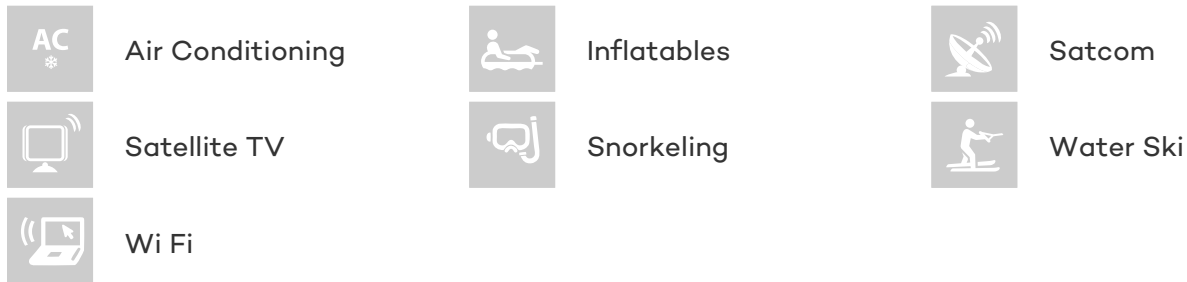 AC
Air Conditioning
Inflatables
Satcom
Satellite TV
Snorkeling
Water Ski
Wi Fi